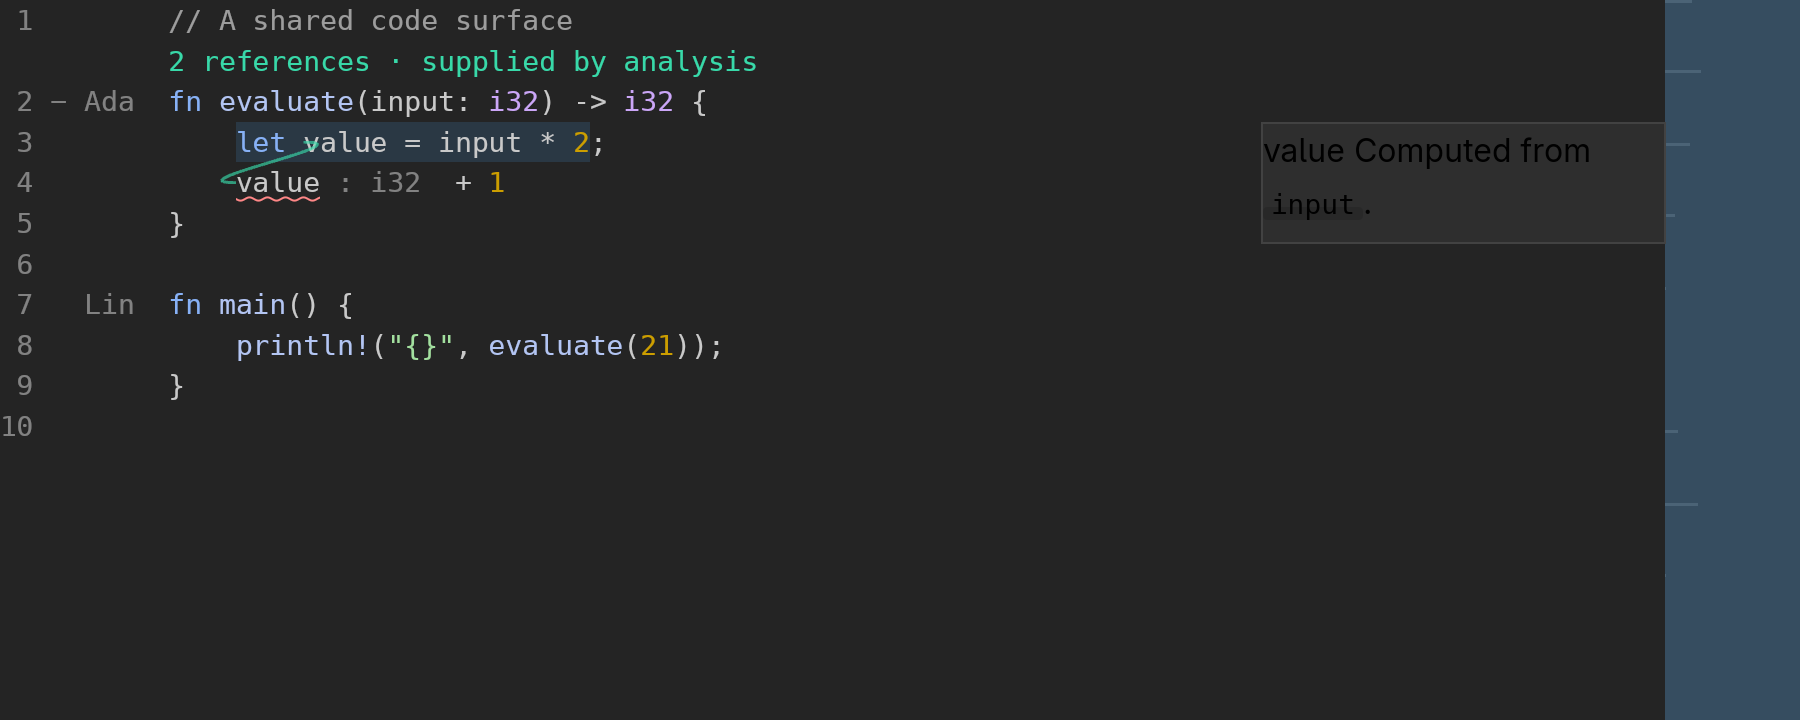 1 // A shared code surface
2 references · supplied by analysis
2 − Ada fn evaluate(input: i32) -> i32 {
3 let value = input * 2;
4 value : i32 + 1
5 }
6
7 Lin fn main() {
8 println!("{}", evaluate(21));
9 }
10
value Computed from
input.